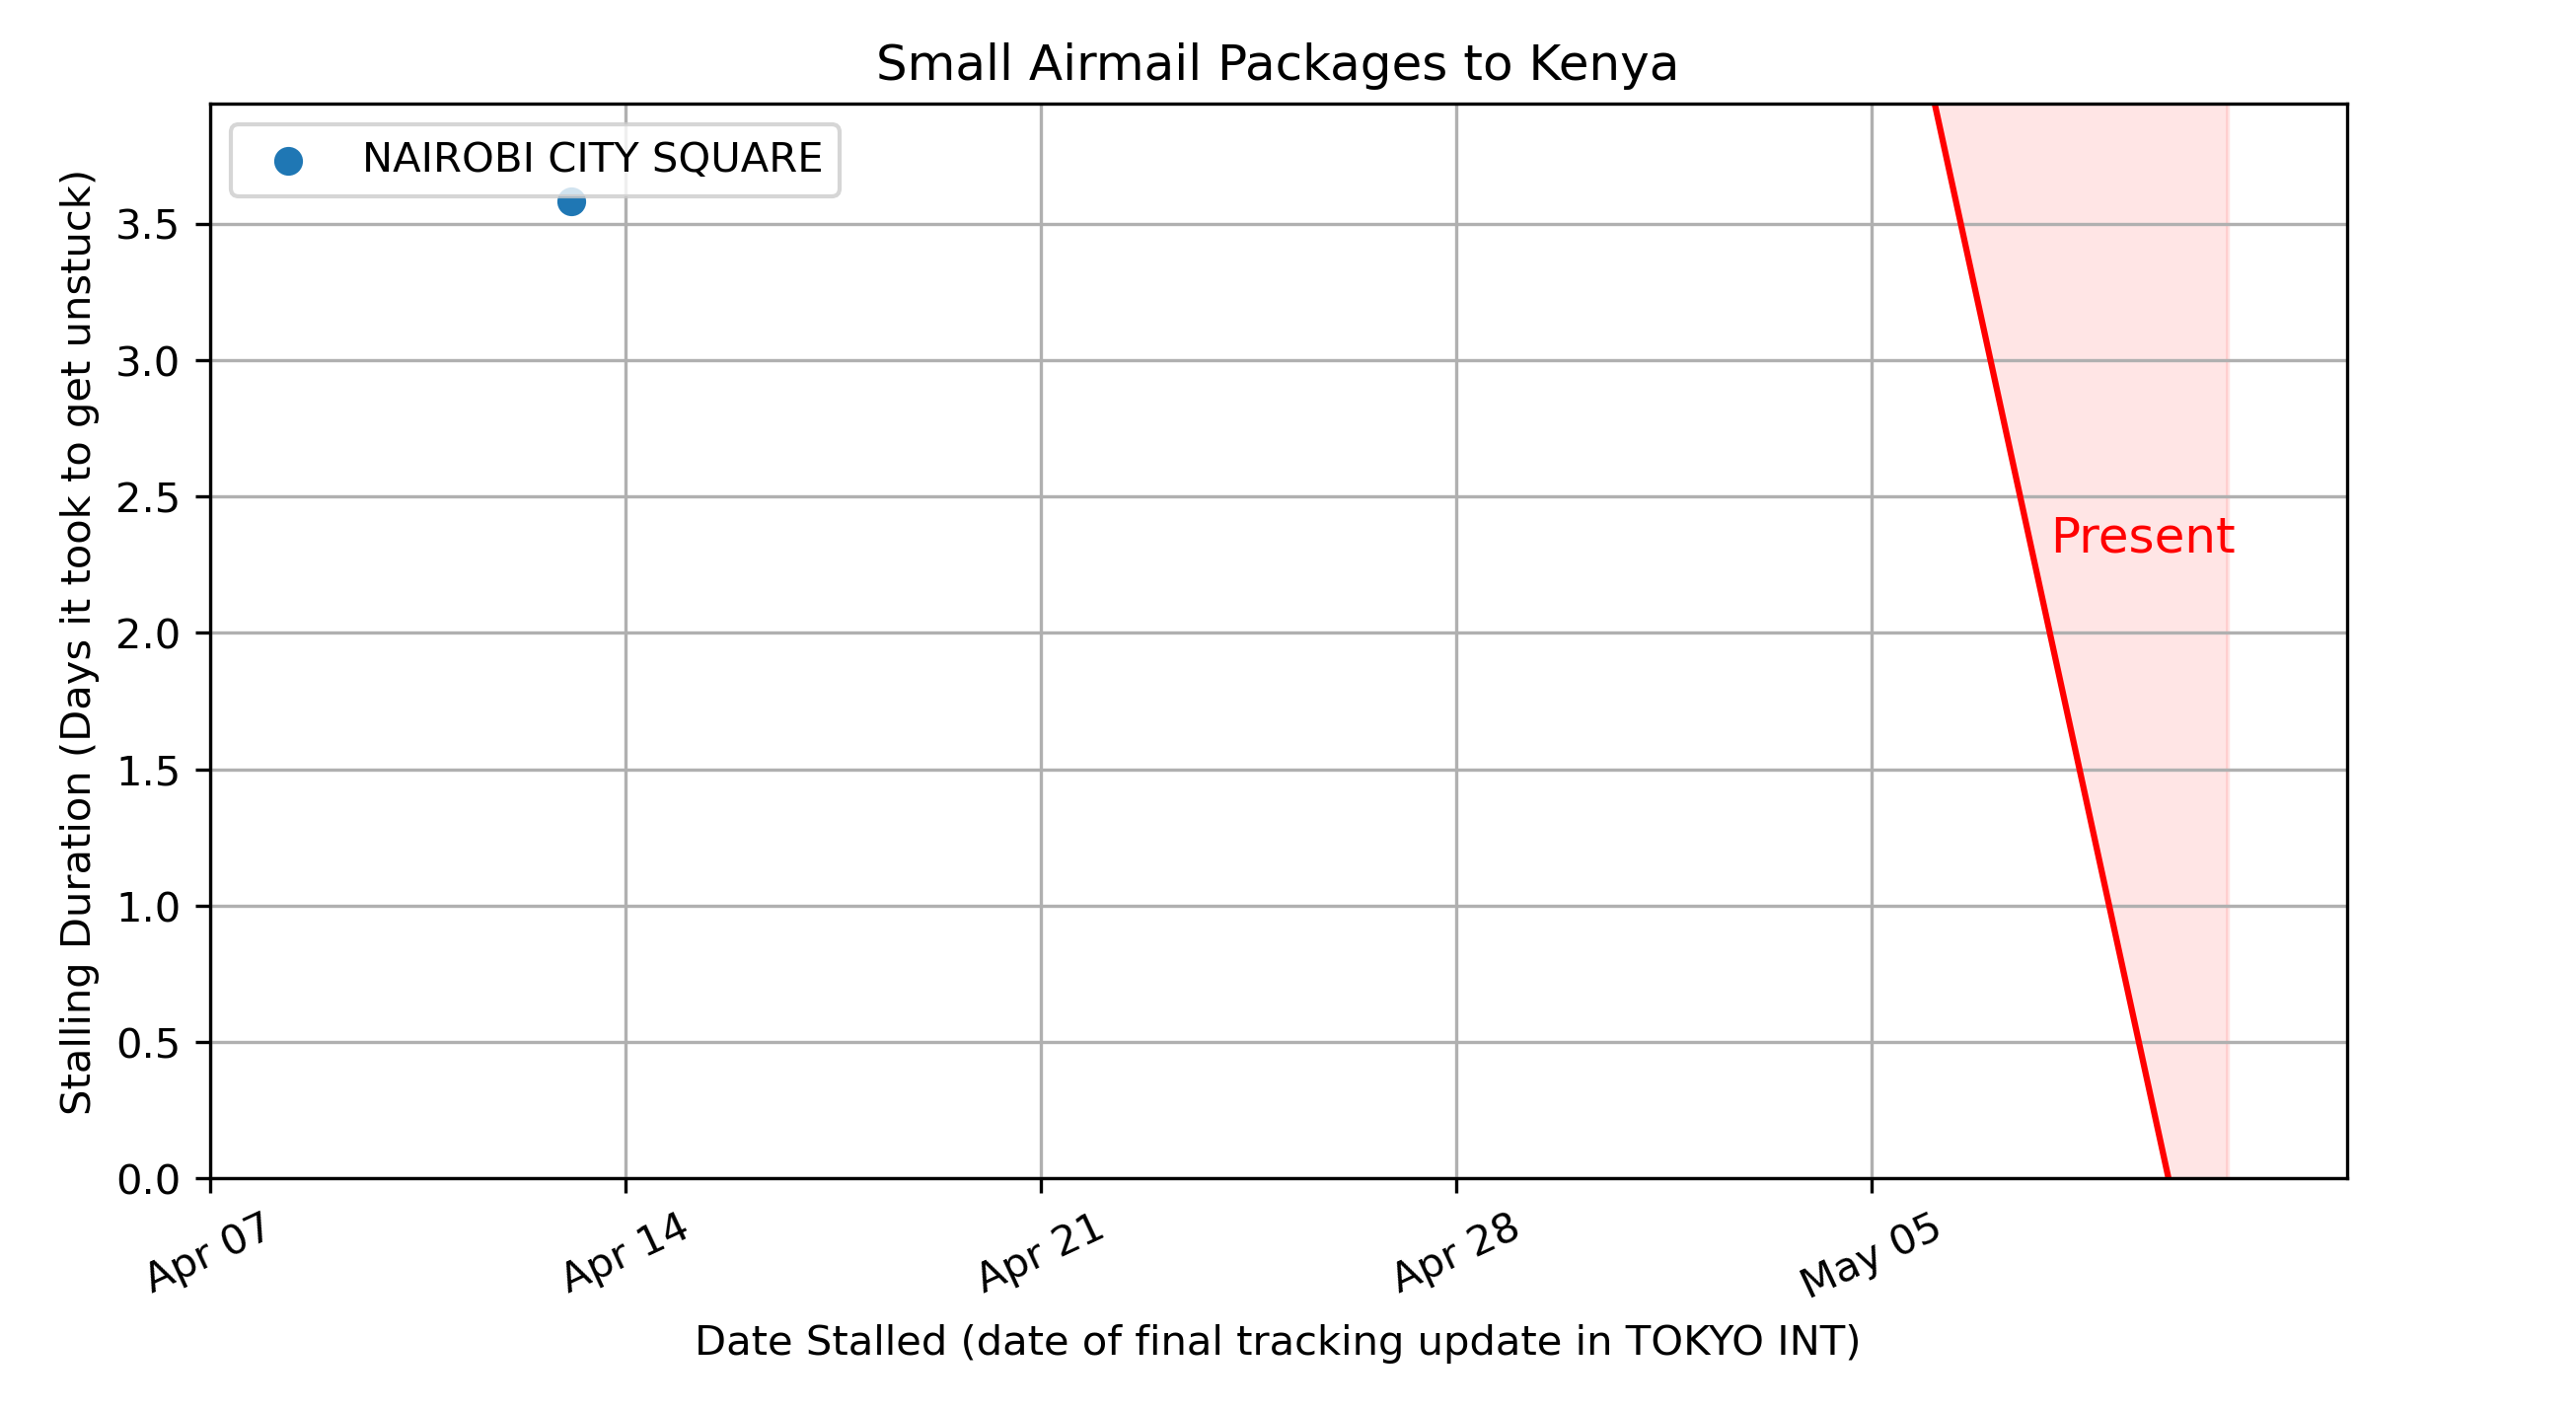 Small Airmail Packages to Kenya
NAIROBI CITY SQUARE
Stalling Duration (Days it took to get unstuck)
3.5
3.0
2.5
2.0
1.5
1.0
0.5
0.0
Present
Apr 07
Apr 14
Apr 21
Apr 28
May 05
Date Stalled (date of final tracking update in TOKYO INT)